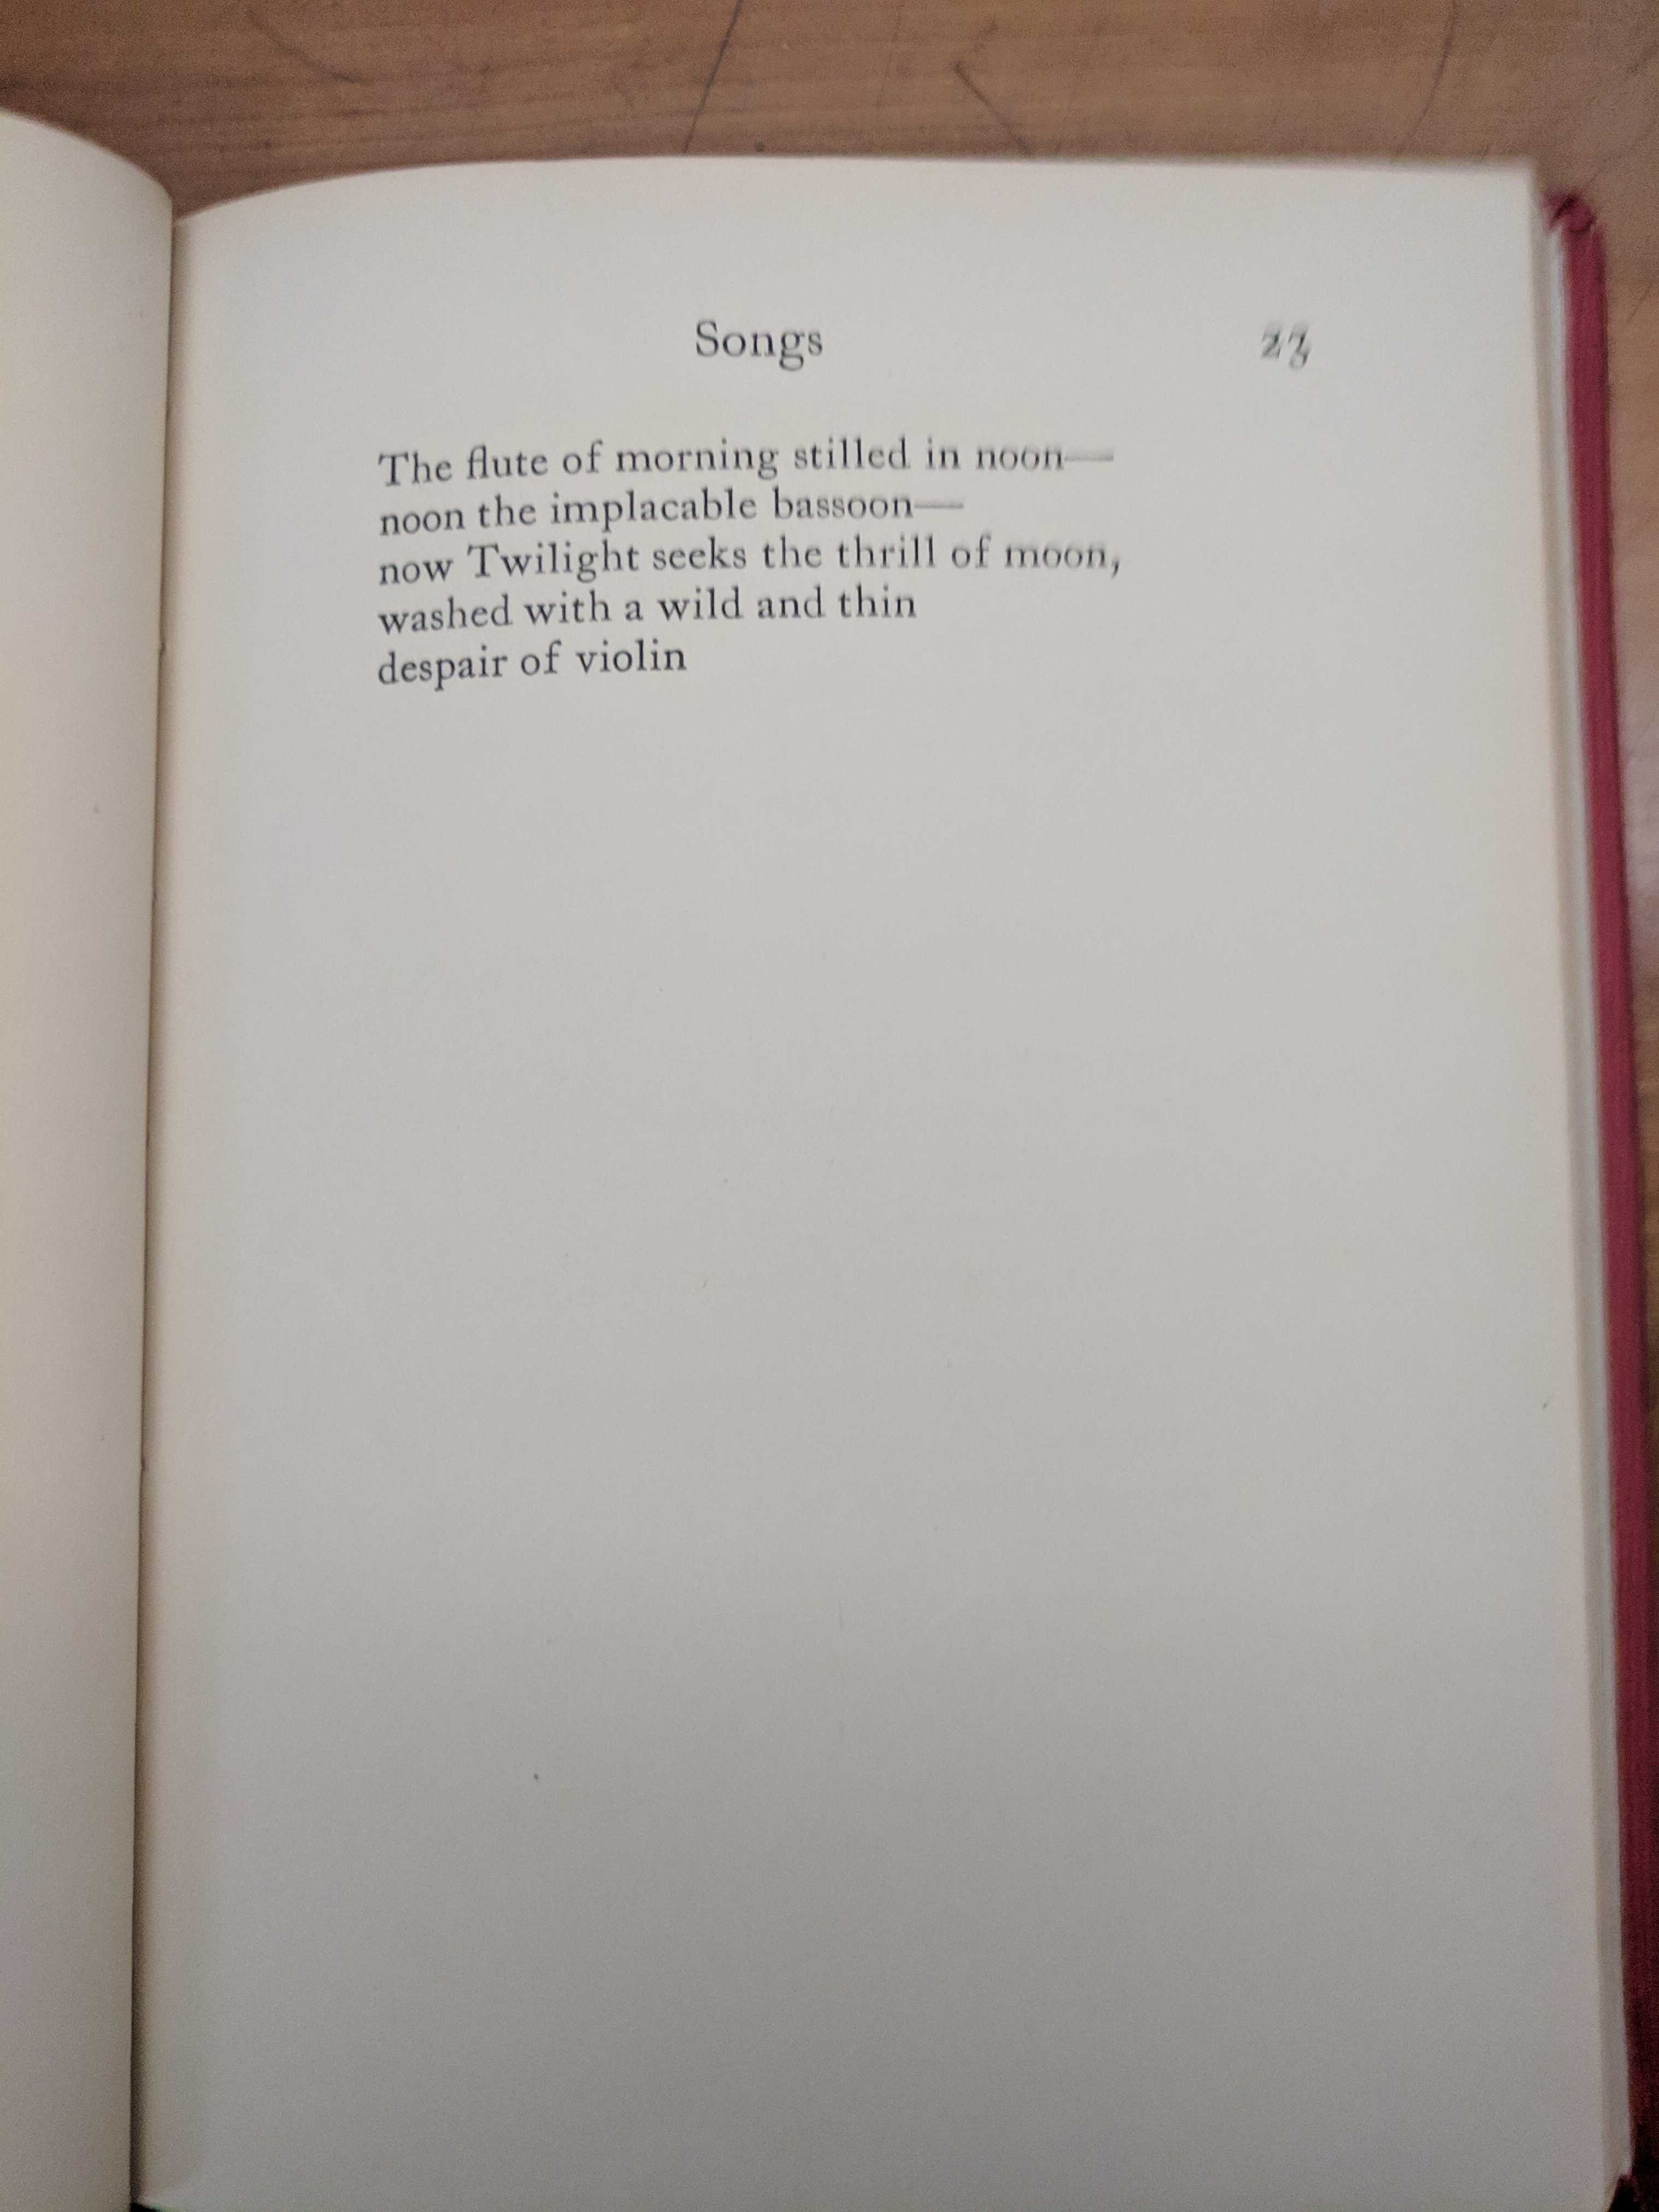 Songs 23
The flute of morning stilled in noon—
noon the implacable bassoon—
now Twilight seeks the thrill of moon,
washed with a wild and thin
despair of violin